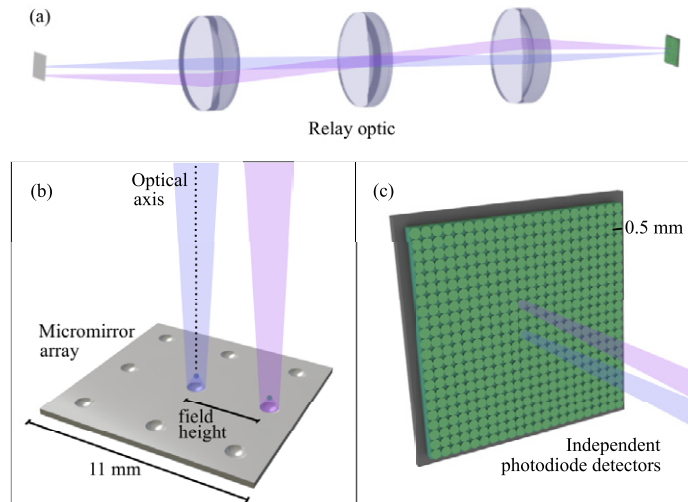 (a)
Relay optic
(b)
Optical
axis
Micromirror
array
field
height
11 mm
(c)
0.5 mm
Independent
photodiode detectors